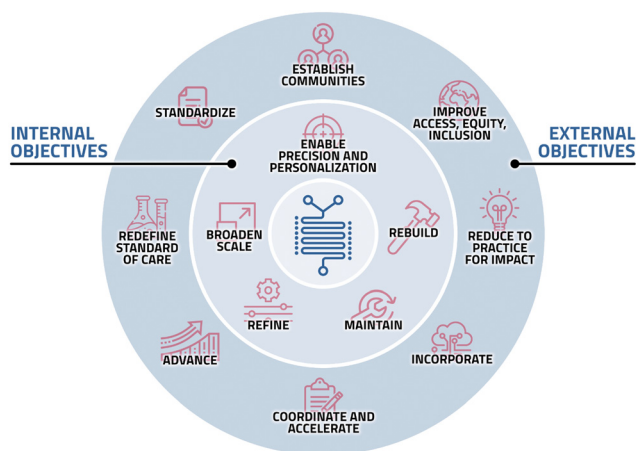 ESTABLISH
COMMUNITIES
STANDARDIZE
IMPROVE
ACCESS, EQUITY,
INCLUSION
INTERNAL
OBJECTIVES
EXTERNAL
OBJECTIVES
ENABLE
PRECISION AND
PERSONALIZATION
REDEFINE
STANDARD
OF CARE
BROADEN
SCALE
REBUILD
REDUCE TO
PRACTICE
FOR IMPACT
REFINE
MAINTAIN
ADVANCE
INCORPORATE
COORDINATE AND
ACCELERATE